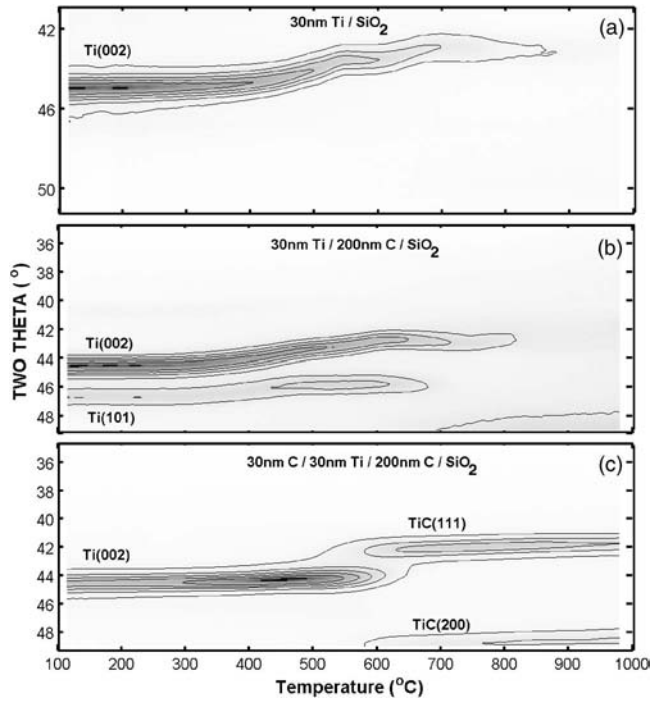 30nm Ti / SiO2
(a)
Ti(002)
42
46
50
30nm Ti / 200nm C / SiO2
(b)
Ti(002)
Ti(101)
36
38
40
42
44
46
48
TWO THETA (°)
30nm C / 30nm Ti / 200nm C / SiO2
(c)
Ti(002)
TiC(111)
TiC(200)
36
38
40
42
44
46
48
100 200 300 400 500 600 700 800 900 1000
Temperature (°C)